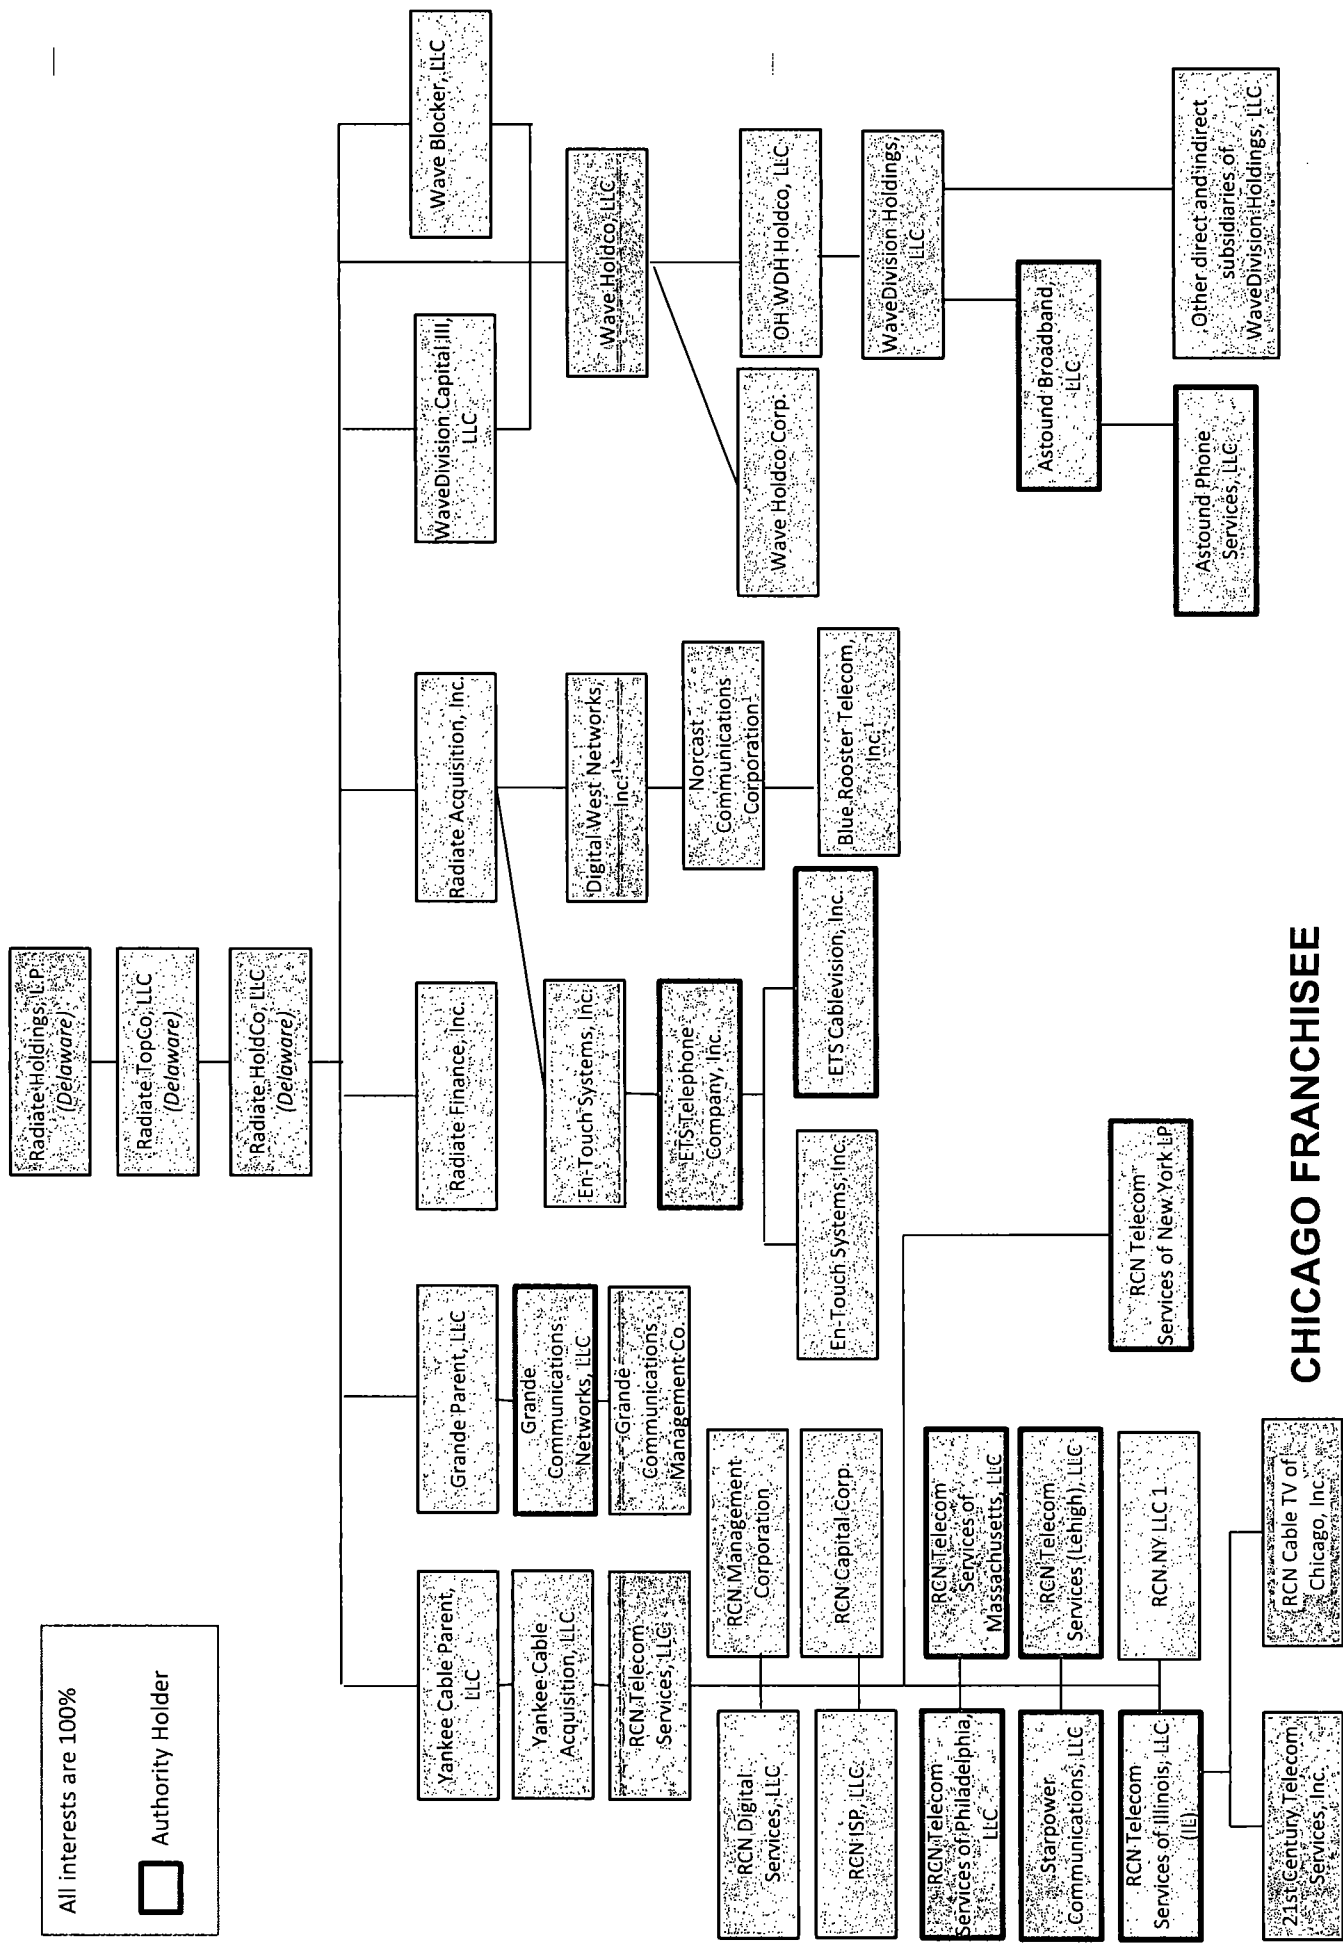 All interests are 100%
Authority Holder
Radiate Holdings, L.P.
(Delaware)
Radiate TopCo, LLC
(Delaware)
Radiate HoldCo, LLC
(Delaware)
Yankee Cable Parent,
LLC
Grande Parent, LLC
Radiate Finance, Inc.
Radiate Acquisition, Inc.
WaveDivision Capital III,
LLC
Wave Blocker, LLC
Yankee Cable
Acquisition, LLC
Grande
Communications
Networks, LLC
En-Touch Systems, Inc.
Digital West Networks,
Inc.1
Wave Holdco, LLC
RCN Telecom
Services, LLC
Grande
Communications
Management Co.
ETS Telephone
Company, Inc.
Norcast
Communications
Corporation1
RCN Digital
Services, LLC
RCN Management
Corporation
En-Touch Systems, Inc.
ETS Cablevision, Inc.
Blue Rooster Telecom,
Inc.1
Wave Holdco Corp.
OH WDH Holdco, LLC
RCN ISP, LLC
RCN Capital Corp.
WaveDivision Holdings,
LLC
RCN Telecom
Services of Philadelphia,
LLC
RCN Telecom
Services of
Massachusetts, LLC
Starpower
Communications, LLC
RCN Telecom
Services (Lehigh), LLC
Astound Broadband,
LLC
RCN Telecom
Services of Illinois, LLC
(IL)
RCN NY LLC 1
RCN Telecom
Services of New York LP
Astound Phone
Services, LLC
Other direct and indirect
subsidiaries of
WaveDivision Holdings, LLC
21st Century Telecom
Services, Inc.
RCN Cable TV of
Chicago, Inc.
CHICAGO FRANCHISEE